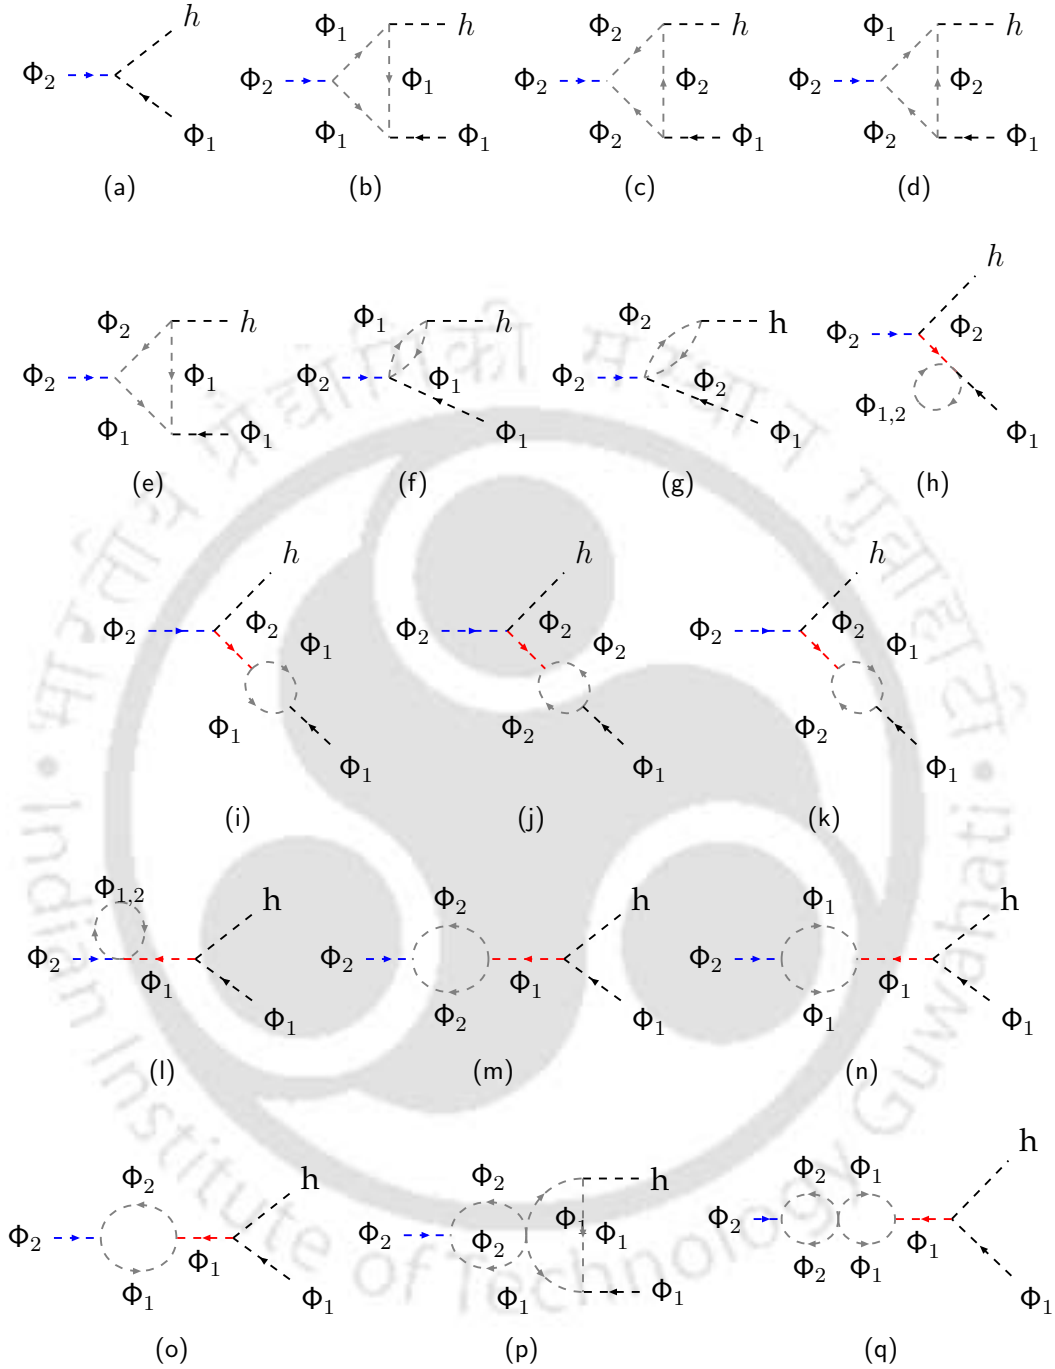 Φ2 h Φ1
Φ2 Φ1 Φ1 Φ1 h Φ1
Φ2 Φ2 Φ2 Φ2 h Φ1
Φ2 Φ1 Φ2 Φ2 h Φ1
(a) (b) (c) (d)
Φ2 Φ2 Φ1 Φ1 h Φ1
Φ2 Φ1 Φ1 h Φ1
Φ2 Φ2 Φ2 h Φ1
Φ2 h Φ2 Φ1,2 Φ1
(e) (f) (g) (h)
Φ2 h Φ2 Φ1 Φ1 Φ1
Φ2 h Φ2 Φ2 Φ2 Φ1
Φ2 h Φ2 Φ1 Φ2 Φ1
(i) (j) (k)
Φ2 Φ1,2 Φ1 h Φ1
Φ2 Φ2 Φ2 Φ1 h Φ1
Φ2 Φ1 Φ1 Φ1 h Φ1
(l) (m) (n)
Φ2 Φ2 Φ1 Φ1 h Φ1
Φ2 Φ2 Φ2 Φ1 Φ1 Φ1 h Φ1
Φ2 Φ2 Φ2 Φ1 Φ1 Φ1 h Φ1
(o) (p) (q)
Indian Institute of Technology Guwahati